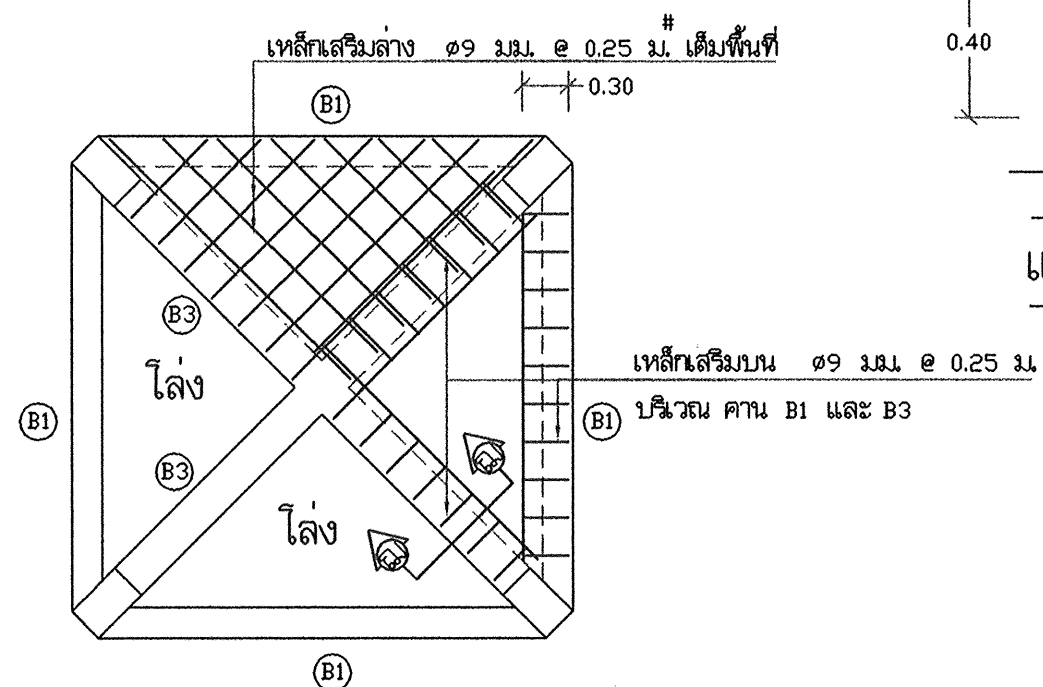 เหล็กเสริมล่าง ø9 มม. @ 0.25 ม.# เต็มพื้นที่
0.40
0.30
B1
B3
โล่ง
เหล็กเสริมบน ø9 มม. @ 0.25 ม.
B1
B1
บริเวณ คาน B1 และ B3
B3
โล่ง
B1